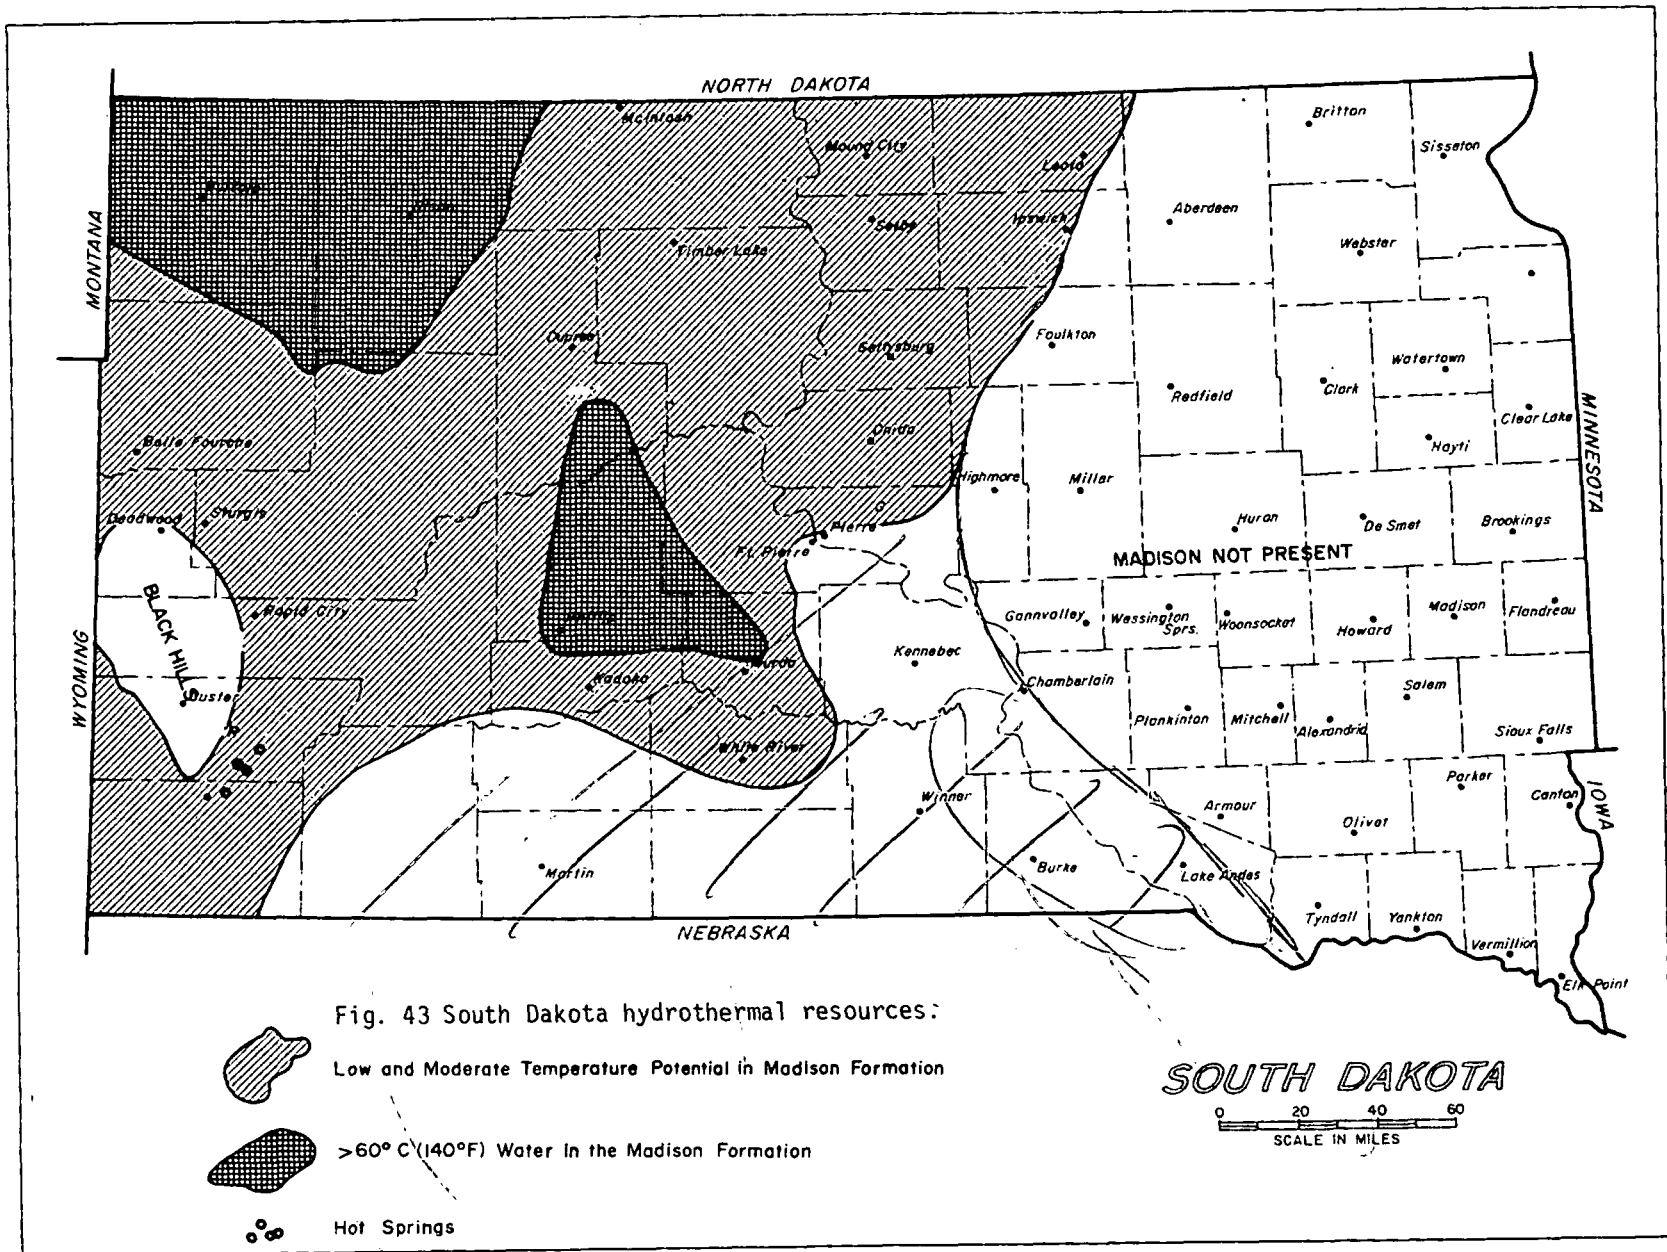 NORTH DAKOTA
McIntosh
Britton
Mound City
Sisseton
Leola
Buffalo
Bison
Aberdeen
Ipswich
Selby
MONTANA
Timber Lake
Webster
Dupree
Gettysburg
Foulkton
Watertown
Clark
Redfield
Clear Lake
MINNESOTA
Belle Fourche
Onida
Hayti
Highmore
Miller
Deadwood
Sturgis
Pierre
Ft. Pierre
Huron
De Smet
Brookings
MADISON NOT PRESENT
BLACK HILLS
Rapid City
Gannvalley
Wessington Sprs.
Woonsocket
Howard
Madison
Flandreau
WYOMING
Kennebec
Murdo
Kadoka
Custer
Chamberlain
Plankinton
Mitchell
Alexandria
Salem
Sioux Falls
White River
Winner
Armour
Parker
Canton
IOWA
Olivet
Martin
Burke
Lake Andes
Tyndall
Yankton
Vermillion
Elk Point
NEBRASKA
Fig. 43 South Dakota hydrothermal resources:
Low and Moderate Temperature Potential in Madison Formation
>60° C (140°F) Water In the Madison Formation
Hot Springs
SOUTH DAKOTA
0 20 40 60
SCALE IN MILES